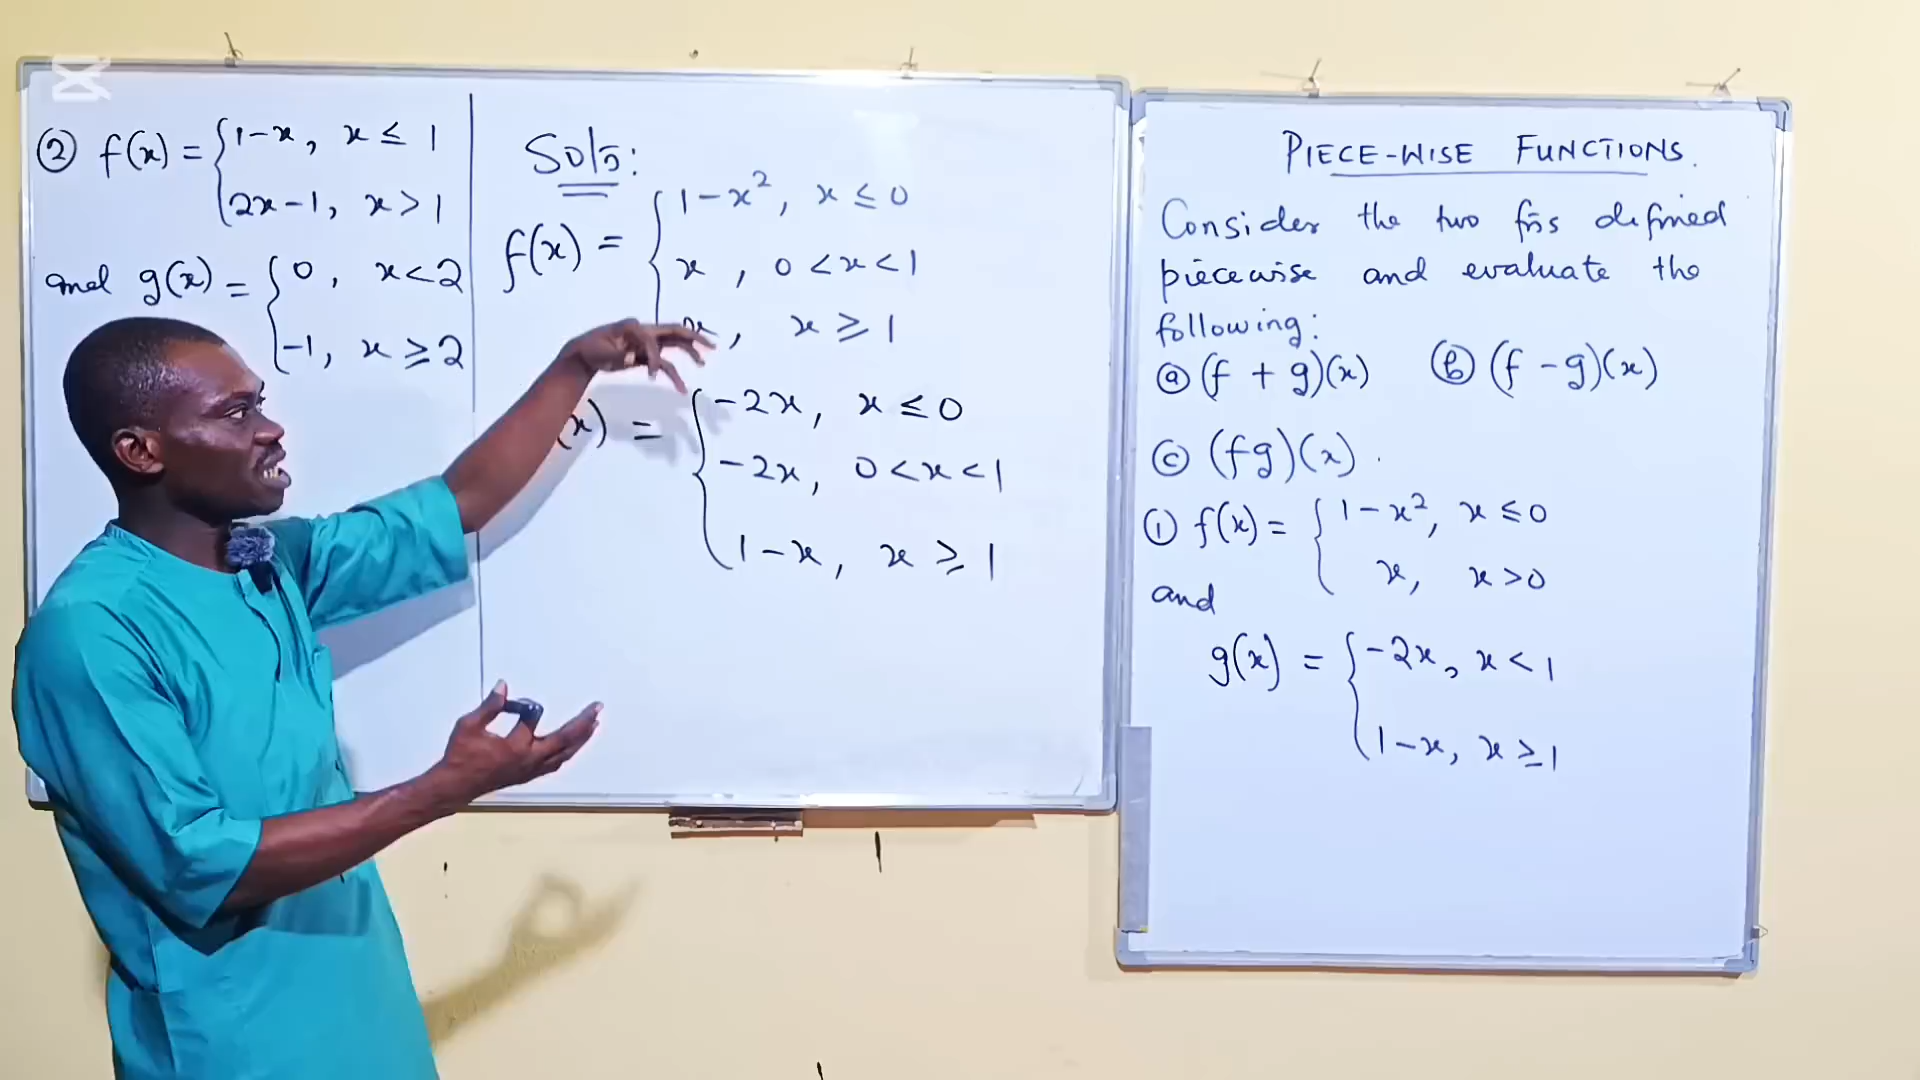 ② f(x) = { 1-x, x ≤ 1
2x-1, x > 1
and g(x) = { 0, x < 2
-1, x ≥ 2
Sol5:
f(x) = { 1-x², x ≤ 0
x, 0 < x < 1
x, x ≥ 1
(x) = { -2x, x ≤ 0
-2x, 0 < x < 1
1-x, x ≥ 1
PIECE-WISE FUNCTIONS.
Consider the two fns defined
piecewise and evaluate the
following:
ⓐ (f + g)(x) ⓑ (f - g)(x)
ⓒ (fg)(x).
① f(x) = { 1-x², x ≤ 0
x, x > 0
and
g(x) = { -2x, x < 1
1-x, x ≥ 1